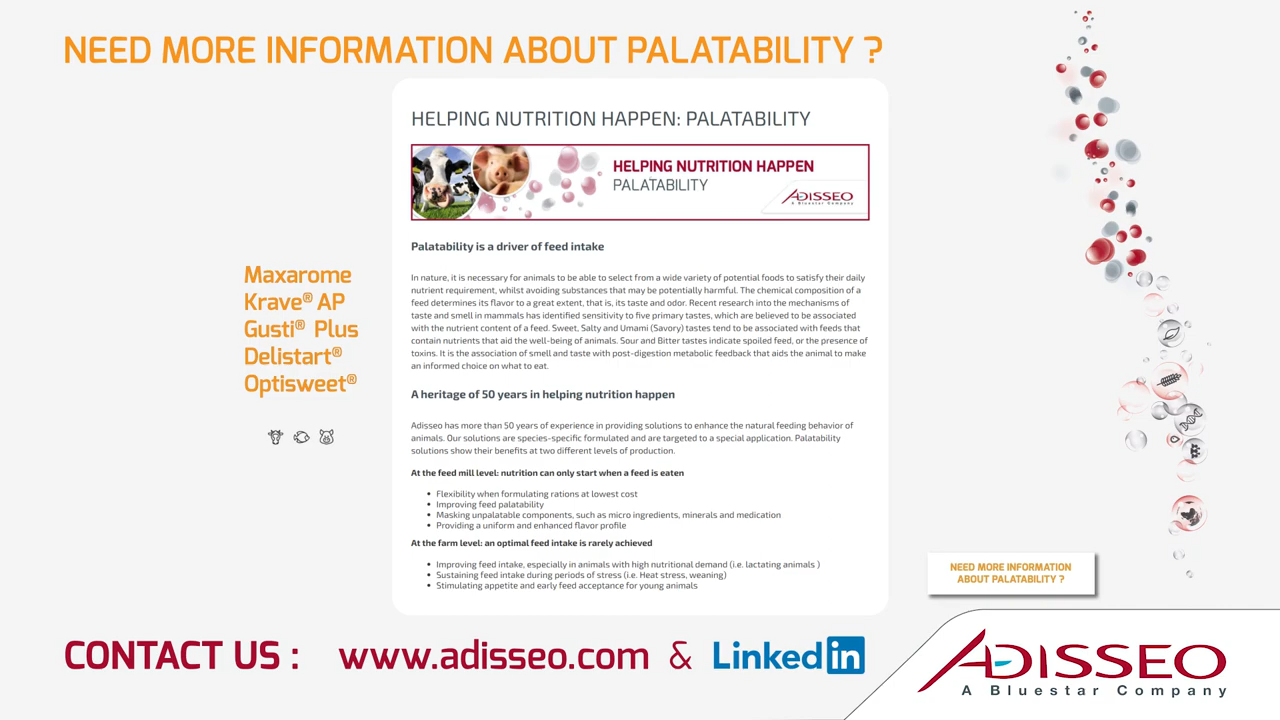 NEED MORE INFORMATION ABOUT PALATABILITY ?
HELPING NUTRITION HAPPEN: PALATABILITY
HELPING NUTRITION HAPPEN
PALATABILITY
ADISSEO
A Bluestar Company
Palatability is a driver of feed intake
In nature, it is necessary for animals to be able to select from a wide variety of potential foods to satisfy their daily
nutrient requirement, whilst avoiding substances that may be potentially harmful. The chemical composition of a
feed determines its flavor to a great extent, that is, its taste and odor. Recent research into the mechanisms of
taste and smell in mammals has identified sensitivity to five primary tastes, which are believed to be associated
with the nutrient content of a feed. Sweet, Salty and Umami (Savory) tastes tend to be associated with feeds that
contain nutrients that aid the well-being of animals. Sour and Bitter tastes indicate spoiled feed, or the presence of
toxins. It is the association of smell and taste with post-digestion metabolic feedback that aids the animal to make
an informed choice on what to eat.
A heritage of 50 years in helping nutrition happen
Adisseo has more than 50 years of experience in providing solutions to enhance the natural feeding behavior of
animals. Our solutions are species-specific formulated and are targeted to a special application. Palatability
solutions show their benefits at two different levels of production.
At the feed mill level: nutrition can only start when a feed is eaten
• Flexibility when formulating rations at lowest cost
• Improving feed palatability
• Masking unpalatable components, such as micro ingredients, minerals and medication
• Providing a uniform and enhanced flavor profile
At the farm level: an optimal feed intake is rarely achieved
• Improving feed intake, especially in animals with high nutritional demand (i.e. lactating animals )
• Sustaining feed intake during periods of stress (i.e. Heat stress, weaning)
• Stimulating appetite and early feed acceptance for young animals
Maxarome
Krave® AP
Gusti® Plus
Delistart®
Optisweet®
NEED MORE INFORMATION
ABOUT PALATABILITY ?
CONTACT US : www.adisseo.com & LinkedIn
ADISSEO
A Bluestar Company